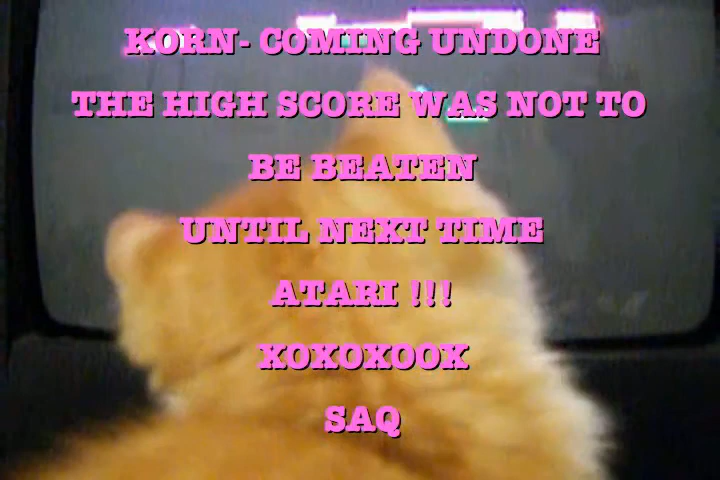 KORN- COMING UNDONE
THE HIGH SCORE WAS NOT TO
BE BEATEN
UNTIL NEXT TIME
ATARI !!!
XOXOXOOX
SAQ